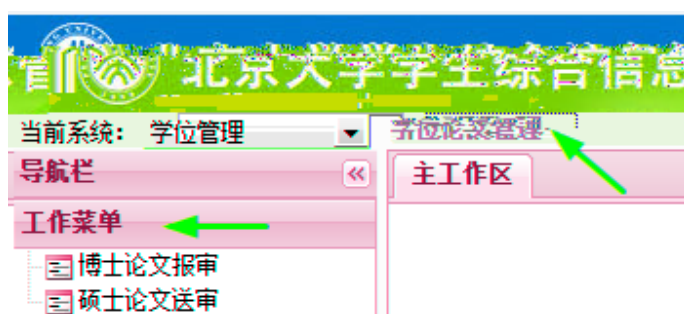 北京大学学生综合信息
当前系统： 学位管理 学位论文管理
导航栏 主工作区
工作菜单
博士论文报审
硕士论文送审